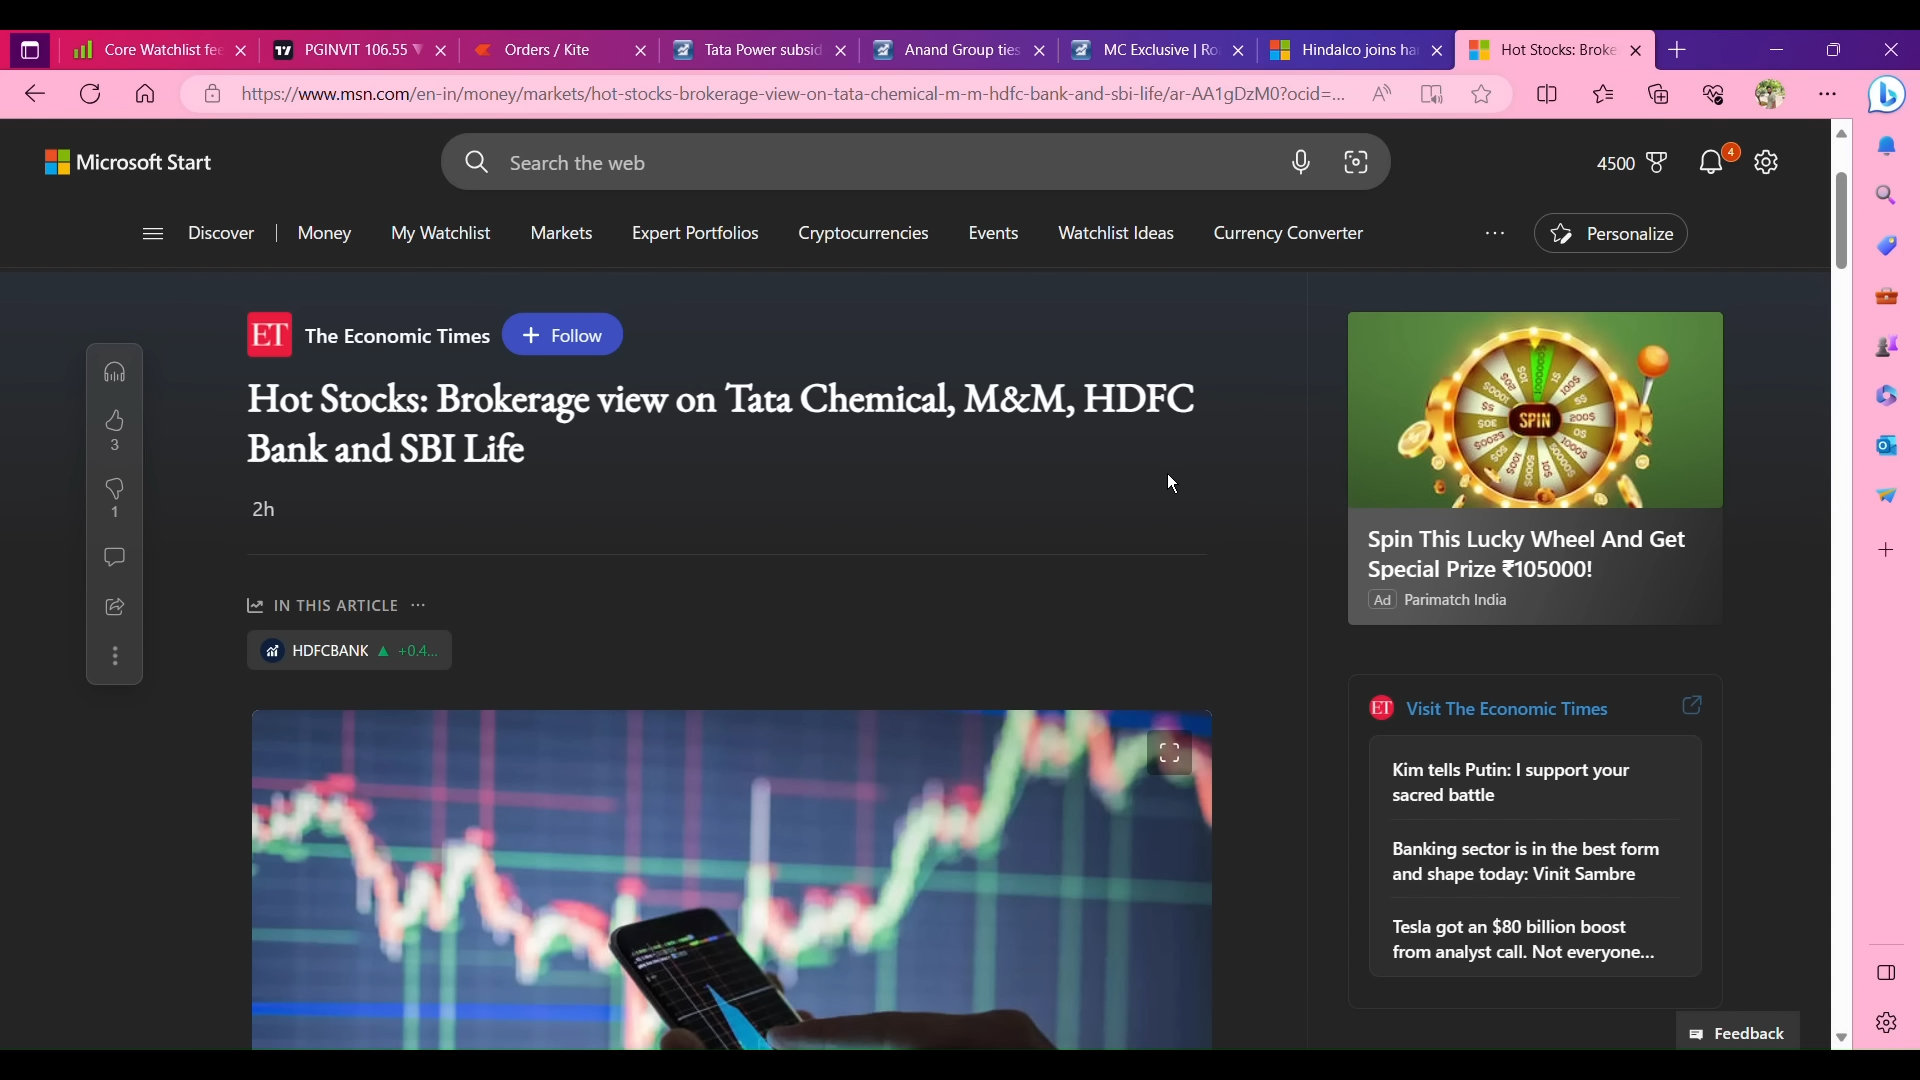 Core Watchlist fe
PGINVIT 106.55
Orders / Kite
Tata Power subsid
Anand Group ties
MC Exclusive | Ro
Hindalco joins ha
Hot Stocks: Broke
https://www.msn.com/en-in/money/markets/hot-stocks-brokerage-view-on-tata-chemical-m-m-hdfc-bank-and-sbi-life/ar-AA1gDzM0?ocid=...
Microsoft Start
Search the web
4500
4
Discover
Money
My Watchlist
Markets
Expert Portfolios
Cryptocurrencies
Events
Watchlist Ideas
Currency Converter
Personalize
ET
The Economic Times
+ Follow
Hot Stocks: Brokerage view on Tata Chemical, M&M, HDFC
Bank and SBI Life
2h
3
1
IN THIS ARTICLE
HDFCBANK ▲ +0.4...
SPIN
Spin This Lucky Wheel And Get
Special Prize ₹105000!
Ad Parimatch India
ET Visit The Economic Times
Kim tells Putin: I support your
sacred battle
Banking sector is in the best form
and shape today: Vinit Sambre
Tesla got an $80 billion boost
from analyst call. Not everyone...
Feedback